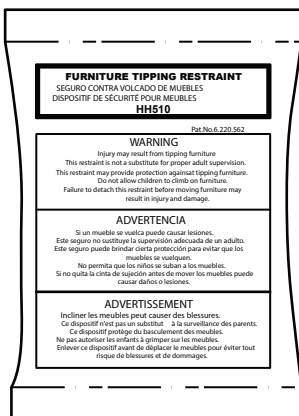 FURNITURE TIPPING RESTRAINT
SEGURO CONTRA VOLCADO DE MUEBLES
DISPOSITIF DE SÉCURITÉ POUR MEUBLES
HH510
Pat.No.6.220.562
WARNING
Injury may result from tipping furniture
This restraint is not a substitute for proper adult supervision.
This restraint may provide protection againsat tipping furniture.
Do not allow children to climb on furniture.
Failure to detach this restraint before moving furniture may
result in injury and damage.
ADVERTENCIA
Si un mueble se vuelca puede causar lesiones.
Este seguro no sustituye la supervisión adecuada de un adulto.
Este seguro puede brindar cierta protección para evitar que los
muebles se vuelquen.
No permita que los niños se suban a los muebles.
Si no quita la cinta de sujeción antes de mover los muebles puede
causar daños o lesiones.
ADVERTISSEMENT
Incliner les meubles peut causer des blessures.
Ce dispositif n'est pas un substitut à la surveillance des parents.
Ce dispositif protège du basculement des meubles.
Ne pas autoriser les enfants à grimper sur les meubles.
Enlever ce dispositif avant de déplacer le meubles pour éviter tout
risque de blessures et de dommages.